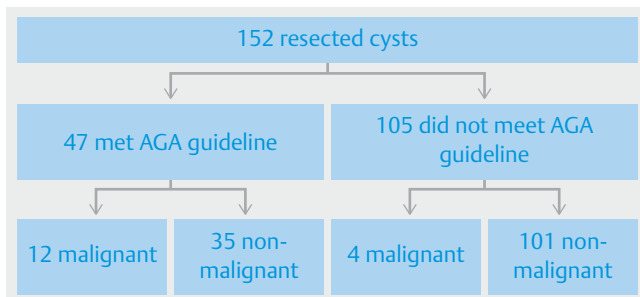 152 resected cysts
47 met AGA guideline
105 did not meet AGA
guideline
12 malignant
35 non-
malignant
4 malignant
101 non-
malignant